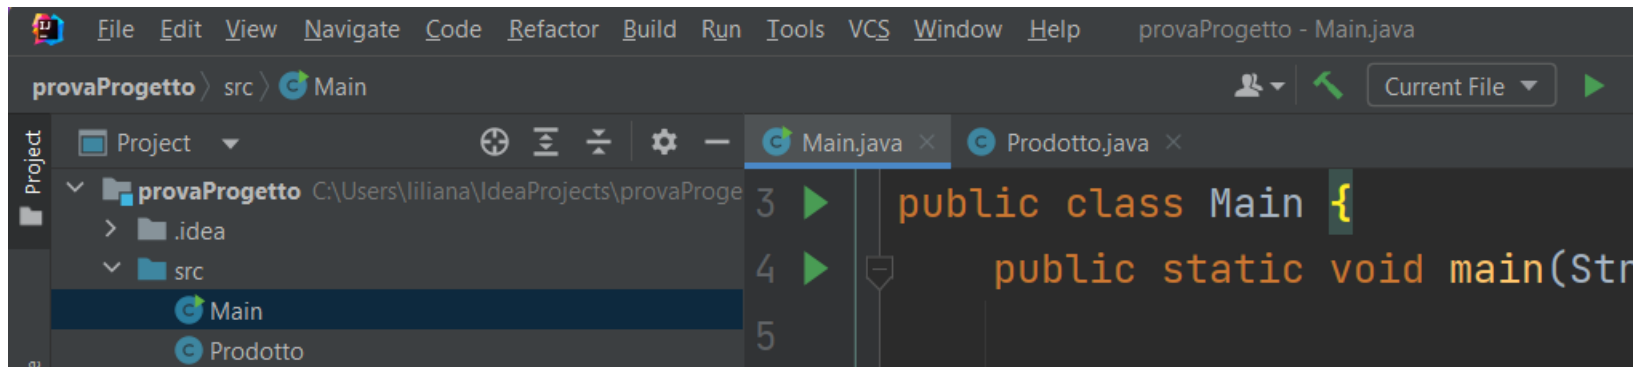 File Edit View Navigate Code Refactor Build Run Tools VCS Window Help provaProgetto - Main.java
provaProgetto src Main Current File
Project
Project
Main.java Prodotto.java
provaProgetto C:\Users\liliana\IdeaProjects\provaProge
.idea
src
Main
Prodotto
3 public class Main {
4 public static void main(Str
5